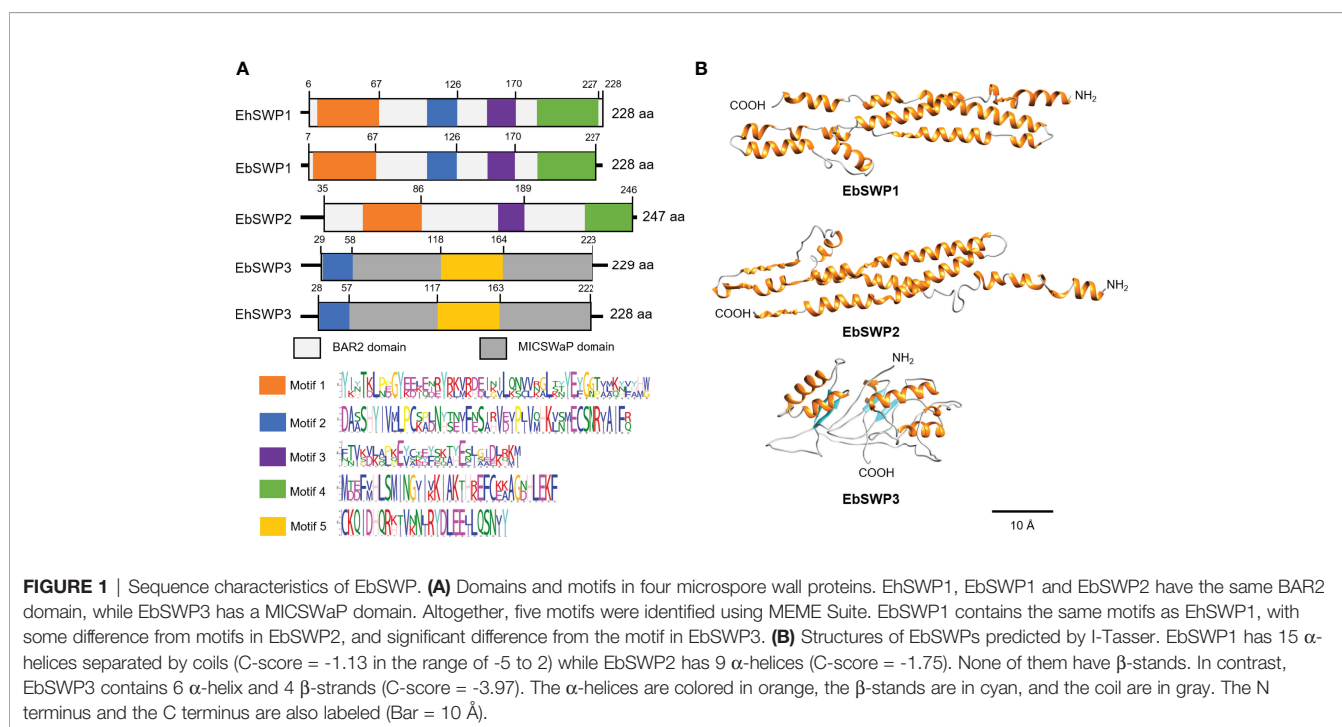 A
6 67 126 170 227 228
EhSWP1 228 aa
7 67 126 170 227
EbSWP1 228 aa
35 86 189 246
EbSWP2 247 aa
29 58 118 164 223
EbSWP3 229 aa
28 57 117 163 222
EhSWP3 228 aa
BAR2 domain MICSWaP domain
Motif 1
Motif 2
Motif 3
Motif 4
Motif 5
B
COOH NH2
EbSWP1
NH2
COOH
EbSWP2
NH2
COOH
EbSWP3
10 Å
FIGURE 1 | Sequence characteristics of EbSWP. (A) Domains and motifs in four microspore wall proteins. EhSWP1, EbSWP1 and EbSWP2 have the same BAR2
domain, while EbSWP3 has a MICSWaP domain. Altogether, five motifs were identified using MEME Suite. EbSWP1 contains the same motifs as EhSWP1, with
some difference from motifs in EbSWP2, and significant difference from the motif in EbSWP3. (B) Structures of EbSWPs predicted by I-Tasser. EbSWP1 has 15 α-
helices separated by coils (C-score = -1.13 in the range of -5 to 2) while EbSWP2 has 9 α-helices (C-score = -1.75). None of them have β-stands. In contrast,
EbSWP3 contains 6 α-helix and 4 β-strands (C-score = -3.97). The α-helices are colored in orange, the β-stands are in cyan, and the coil are in gray. The N
terminus and the C terminus are also labeled (Bar = 10 Å).